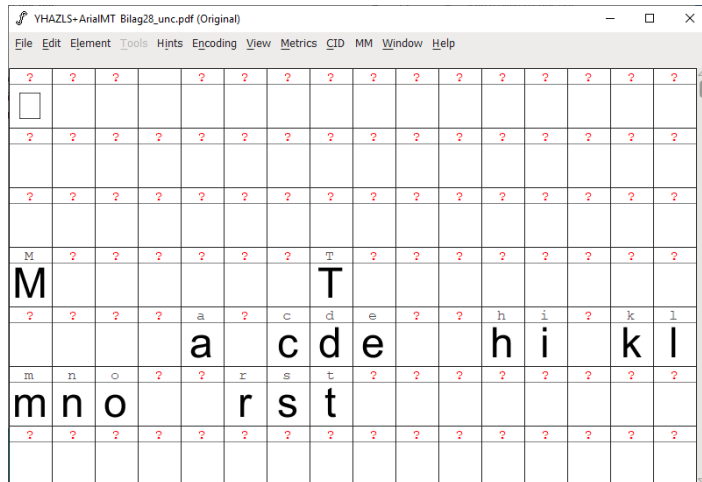 YHAZLS+ArialMT Bilag28_unc.pdf (Original)
File Edit Element Tools Hints Encoding View Metrics CID MM Window Help
? ? ? ? ? ? ? ? ? ? ? ? ? ? ?
? ? ? ? ? ? ? ? ? ? ? ? ? ? ? ?
? ? ? ? ? ? ? ? ? ? ? ? ? ? ? ?
M ? ? ? ? ? ? T ? ? ? ? ? ? ? ?
M T
? ? ? ? a ? c d e ? ? h i ? k l
a c d e h i k l
m n o ? ? r s t ? ? ? ? ? ? ? ?
m n o r s t
? ? ? ? ? ? ? ? ? ? ? ? ? ? ? ?